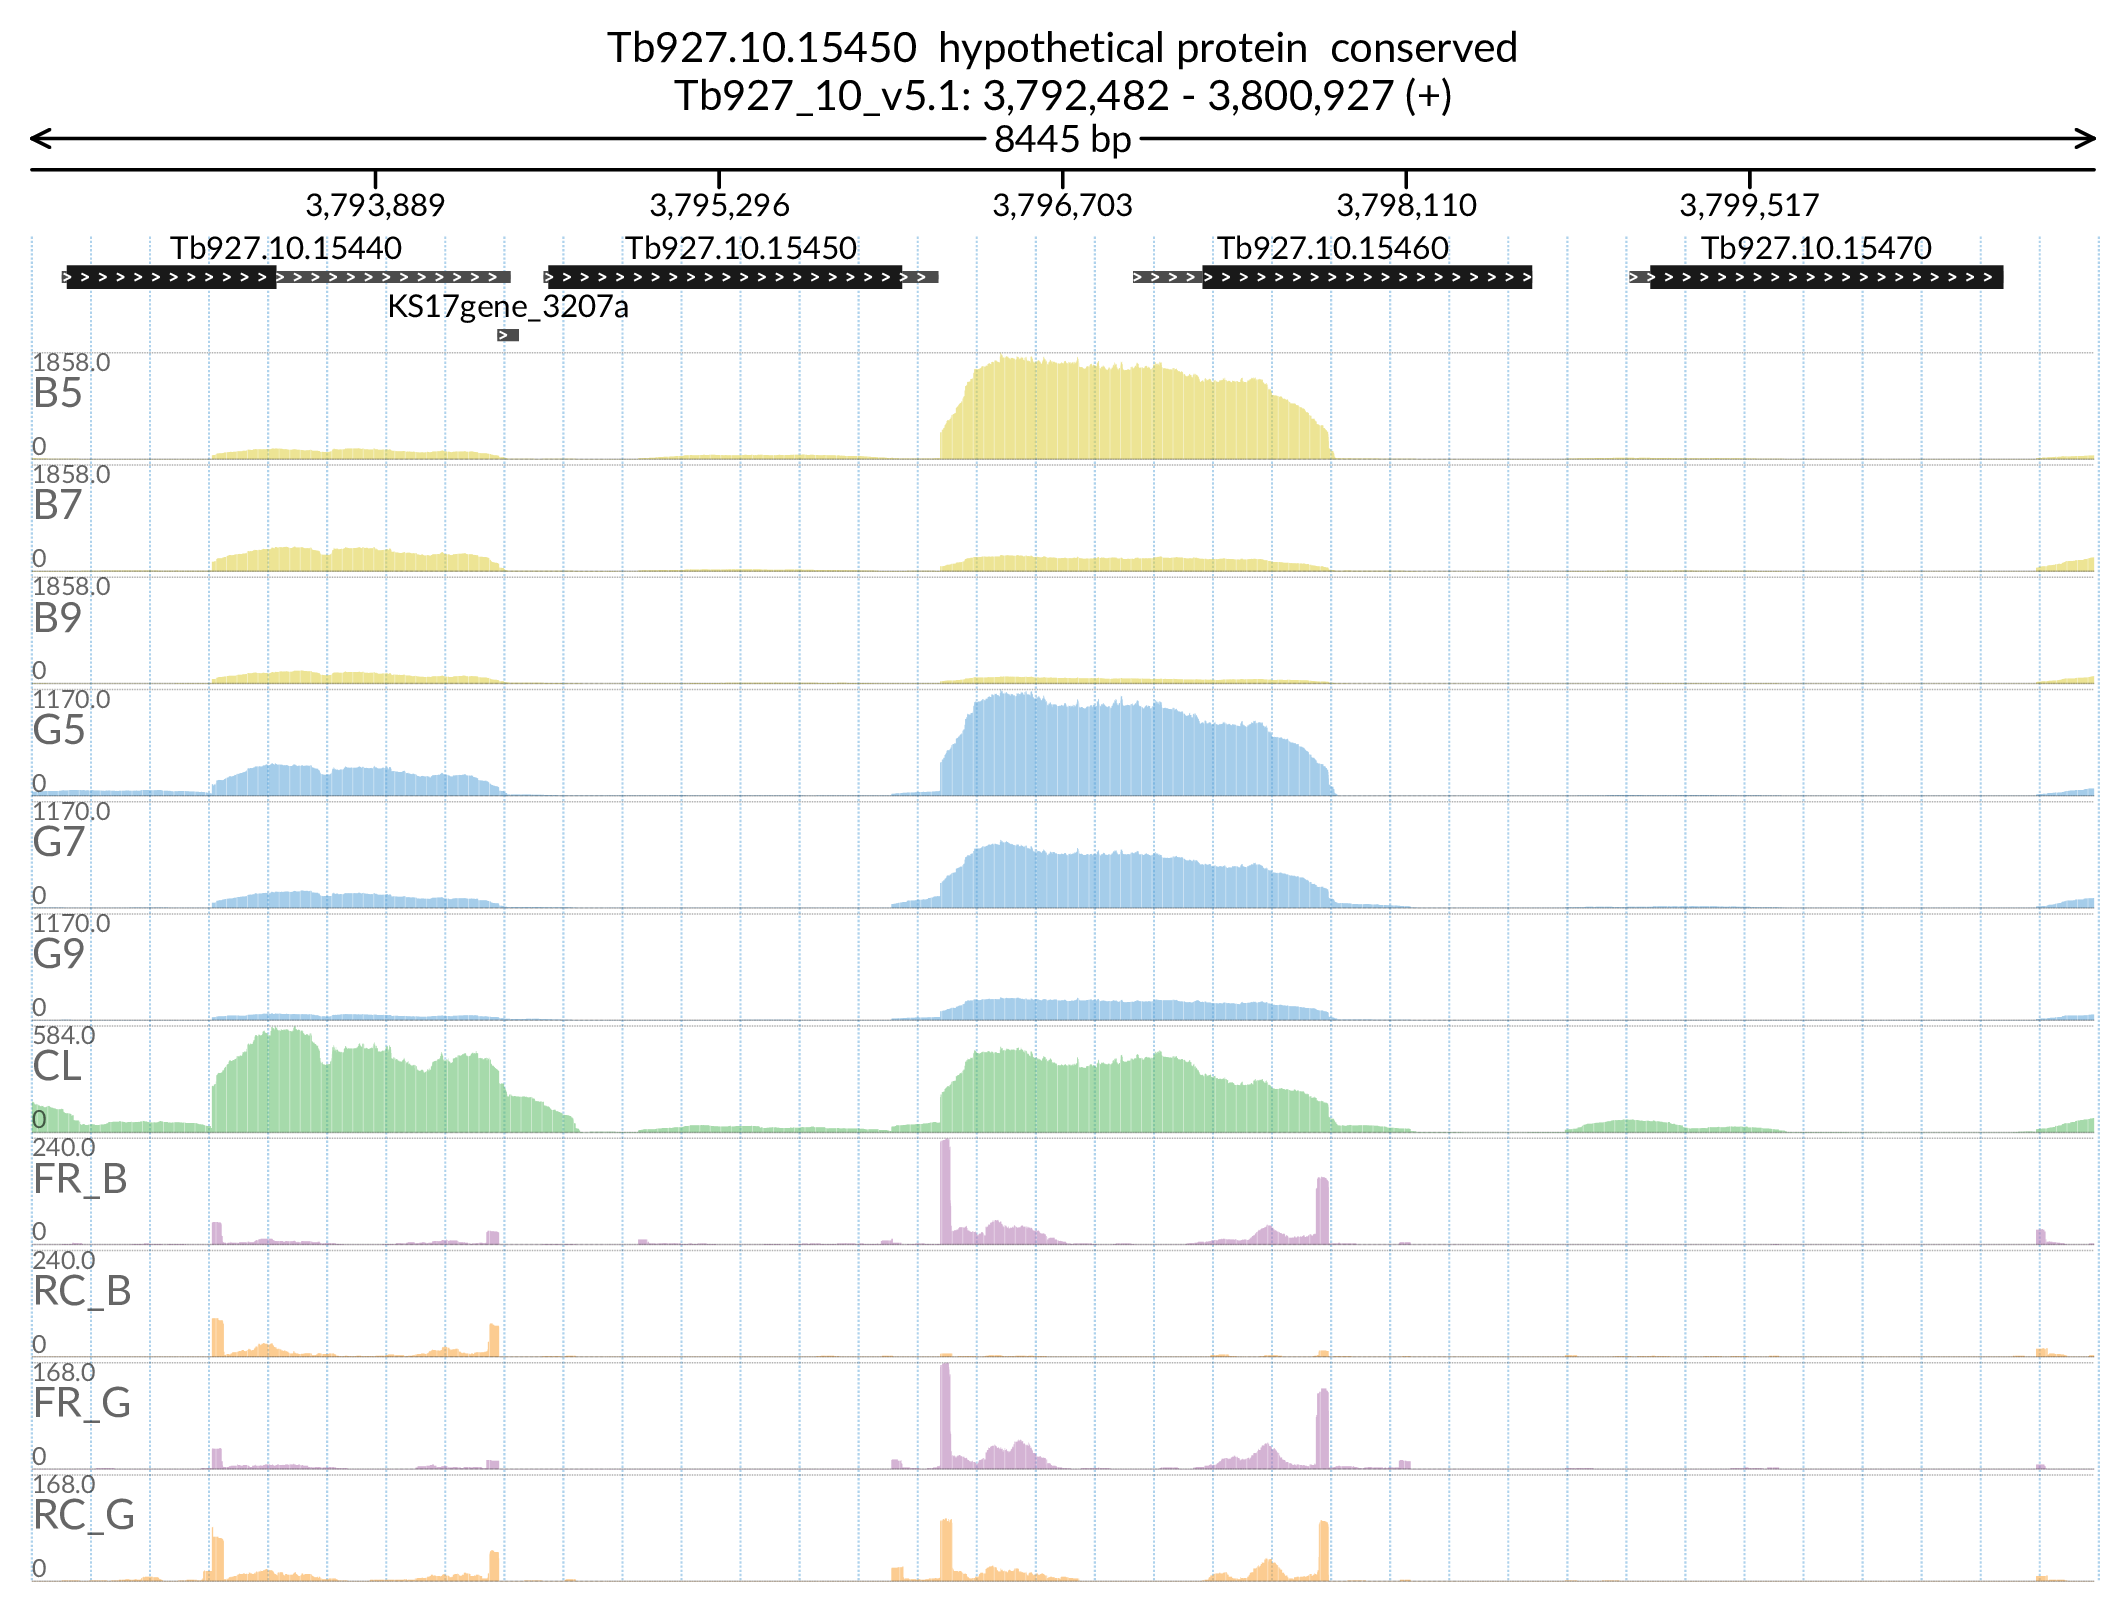 Tb927.10.15450  hypothetical protein  conserved
Tb927_10_v5.1: 3,792,482 - 3,800,927 (+)
8445 bp
3,793,889 3,795,296 3,796,703 3,798,110 3,799,517
Tb927.10.15440 Tb927.10.15450 Tb927.10.15460 Tb927.10.15470
KS17gene_3207a
1858.0
B5
0
1858.0
B7
0
1858.0
B9
0
1170.0
G5
0
1170.0
G7
0
1170.0
G9
0
584.0
CL
0
240.0
FR_B
0
240.0
RC_B
0
168.0
FR_G
0
168.0
RC_G
0